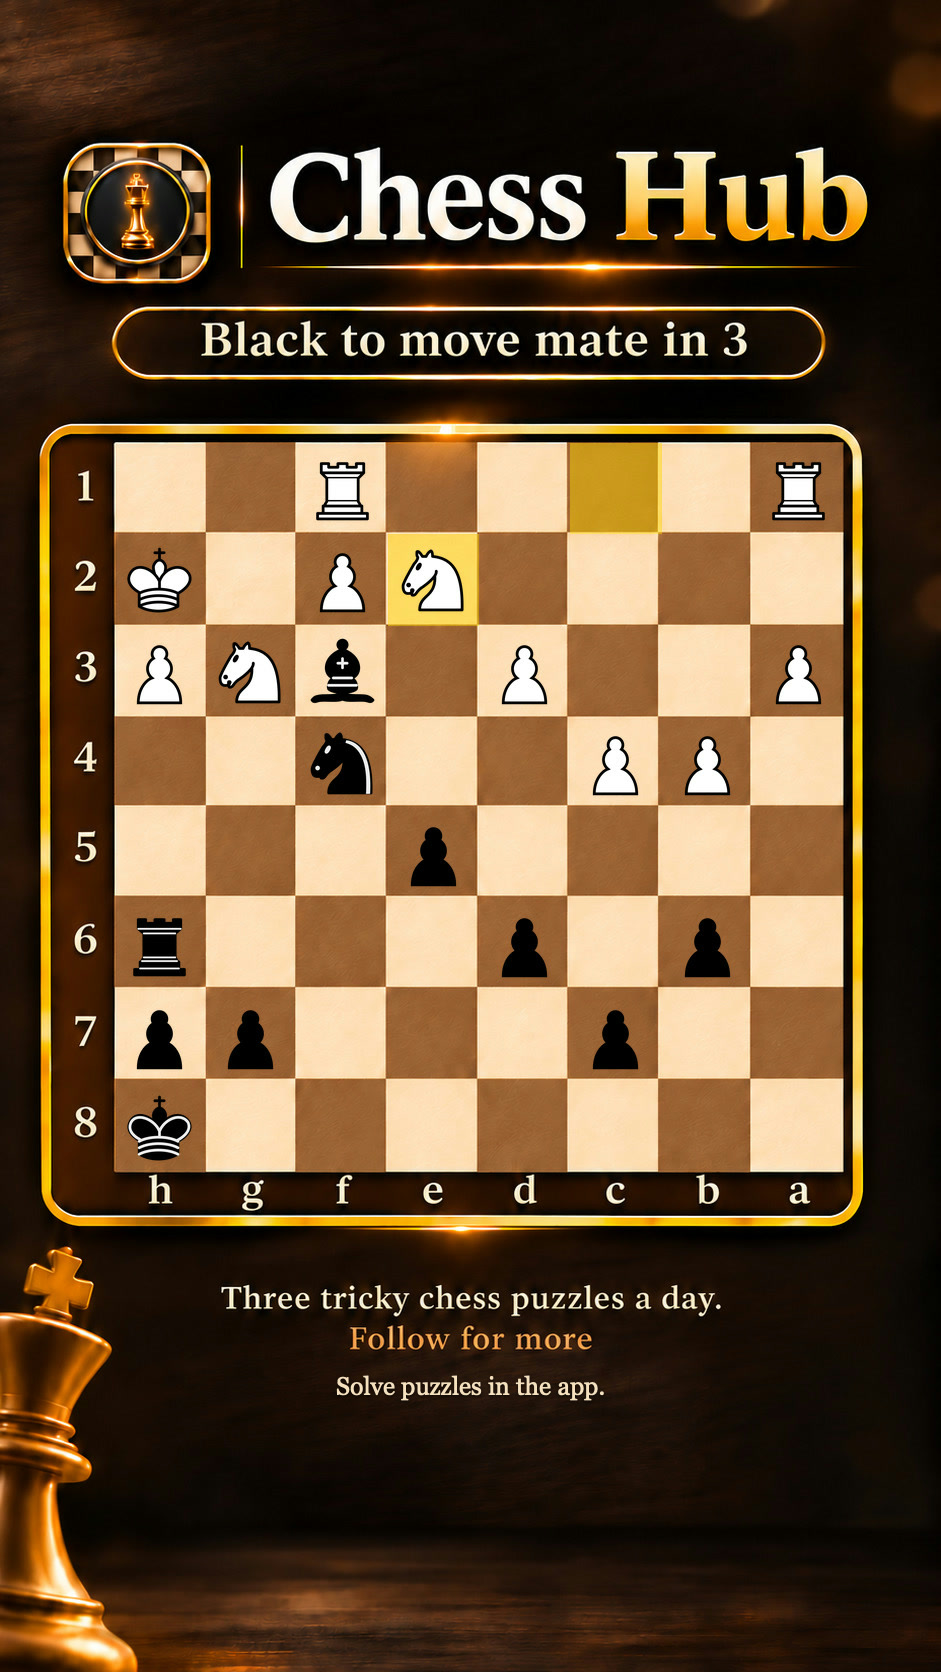 Chess Hub
Black to move mate in 3
1
2
3
4
5
6
7
8
h g f e d c b a
Three tricky chess puzzles a day.
Follow for more
Solve puzzles in the app.